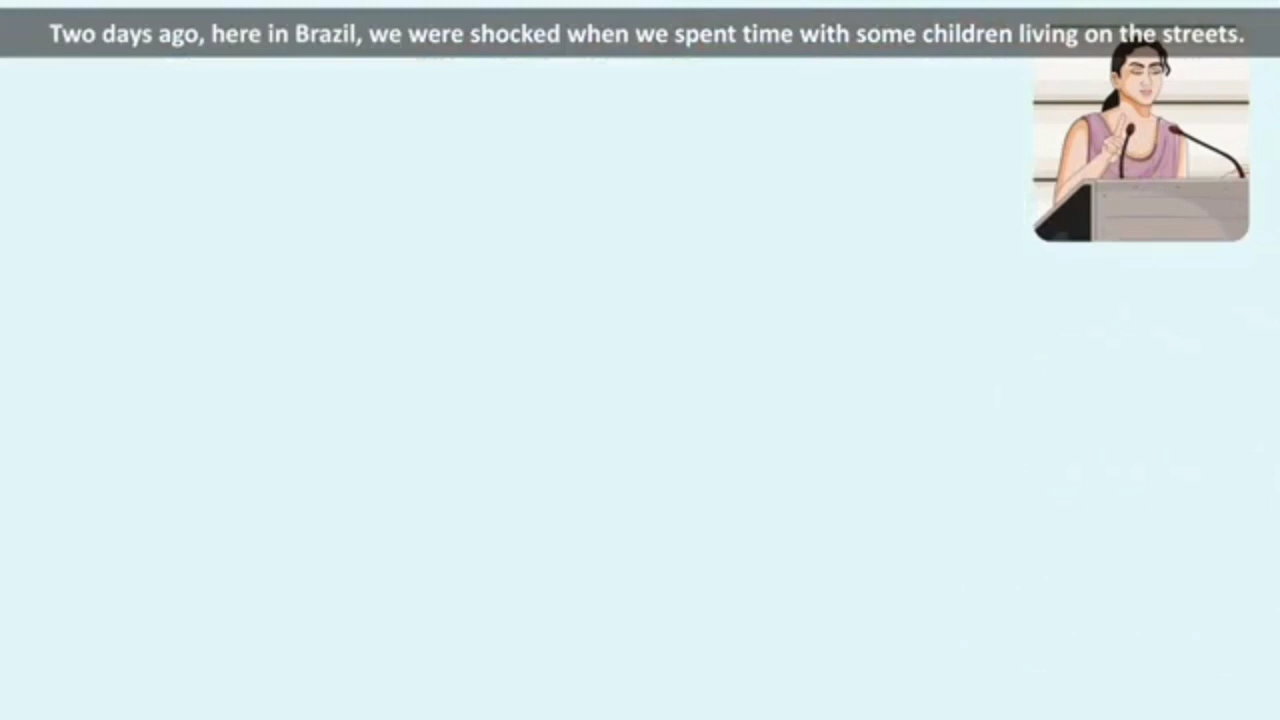 Two days ago, here in Brazil, we were shocked when we spent time with some children living on the streets.